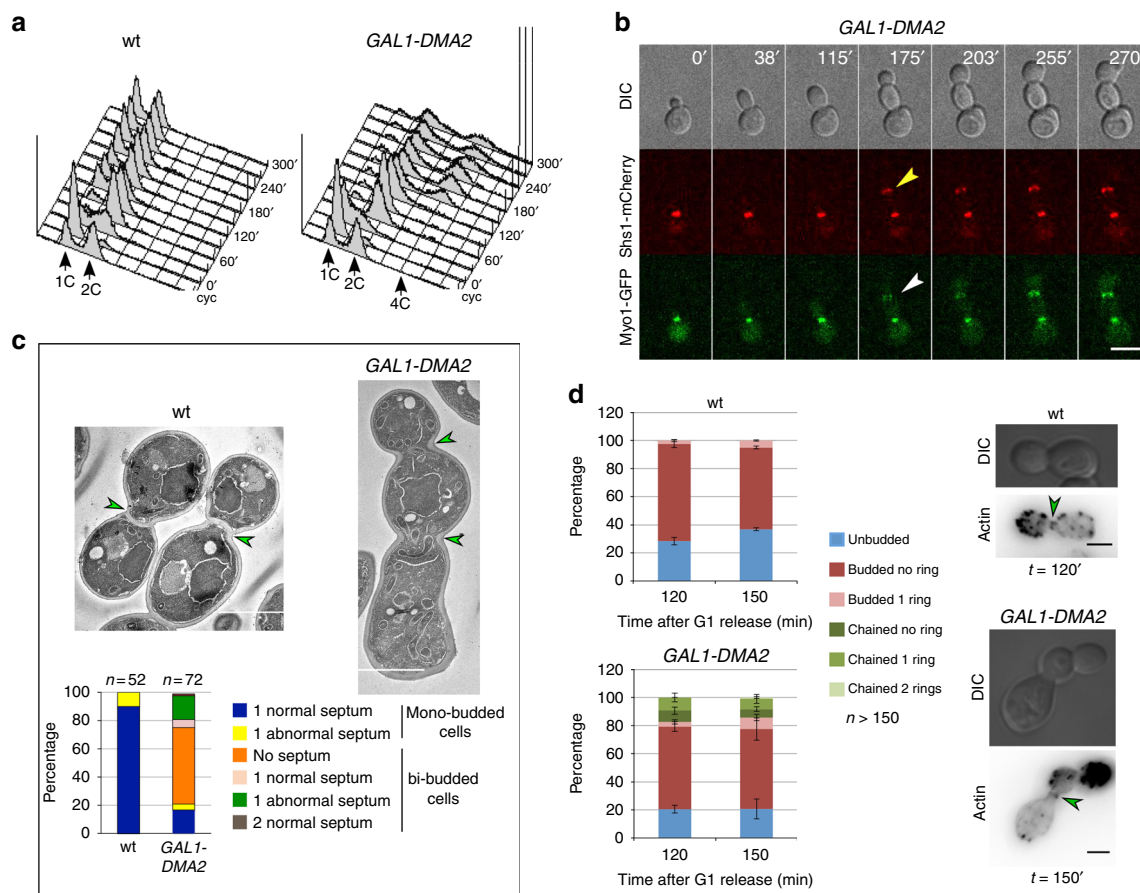 a
wt
GAL1-DMA2
300′
240′
180′
120′
60′
0′
cyc
1C
2C
300′
240′
180′
120′
60′
0′
cyc
1C
2C
4C
b
GAL1-DMA2
0′ 38′ 115′ 175′ 203′ 255′ 270
DIC
Shs1-mCherry
Myo1-GFP
c
wt
GAL1-DMA2
n = 52 n = 72
100
80
60
40
20
0
Percentage
wt
GAL1-
DMA2
1 normal septum
1 abnormal septum
Mono-budded
cells
No septum
1 normal septum
1 abnormal septum
2 normal septum
bi-budded
cells
d
wt
120
100
80
60
40
20
0
Percentage
120 150
Time after G1 release (min)
GAL1-DMA2
120
100
80
60
40
20
0
Percentage
120 150
Time after G1 release (min)
Unbudded
Budded no ring
Budded 1 ring
Chained no ring
Chained 1 ring
Chained 2 rings
n > 150
wt
DIC
Actin
t = 120′
GAL1-DMA2
DIC
Actin
t = 150′